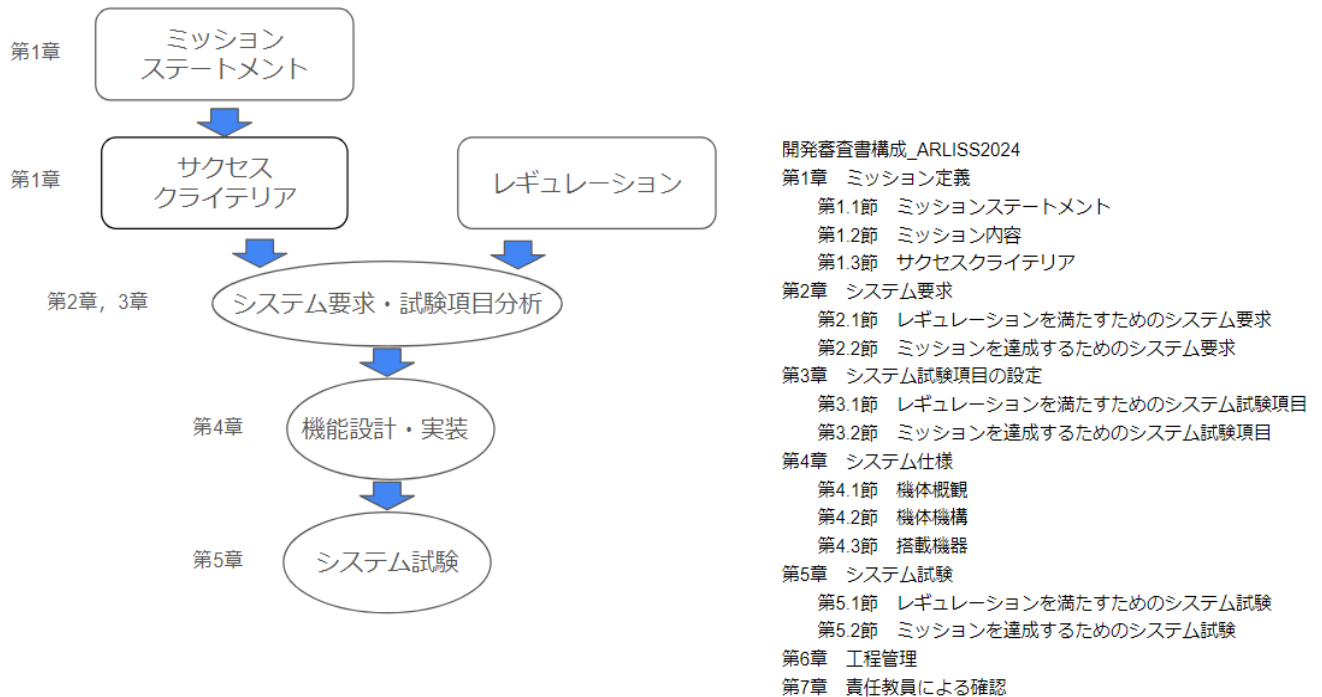 第1章
ミッション
ステートメント
第1章
サクセス
クライテリア
レギュレーション
第2章，3章
システム要求・試験項目分析
第4章
機能設計・実装
第5章
システム試験
開発審査書構成_ARLISS2024
第1章　ミッション定義
第1.1節　ミッションステートメント
第1.2節　ミッション内容
第1.3節　サクセスクライテリア
第2章　システム要求
第2.1節　レギュレーションを満たすためのシステム要求
第2.2節　ミッションを達成するためのシステム要求
第3章　システム試験項目の設定
第3.1節　レギュレーションを満たすためのシステム試験項目
第3.2節　ミッションを達成するためのシステム試験項目
第4章　システム仕様
第4.1節　機体概観
第4.2節　機体機構
第4.3節　搭載機器
第5章　システム試験
第5.1節　レギュレーションを満たすためのシステム試験
第5.2節　ミッションを達成するためのシステム試験
第6章　工程管理
第7章　責任教員による確認